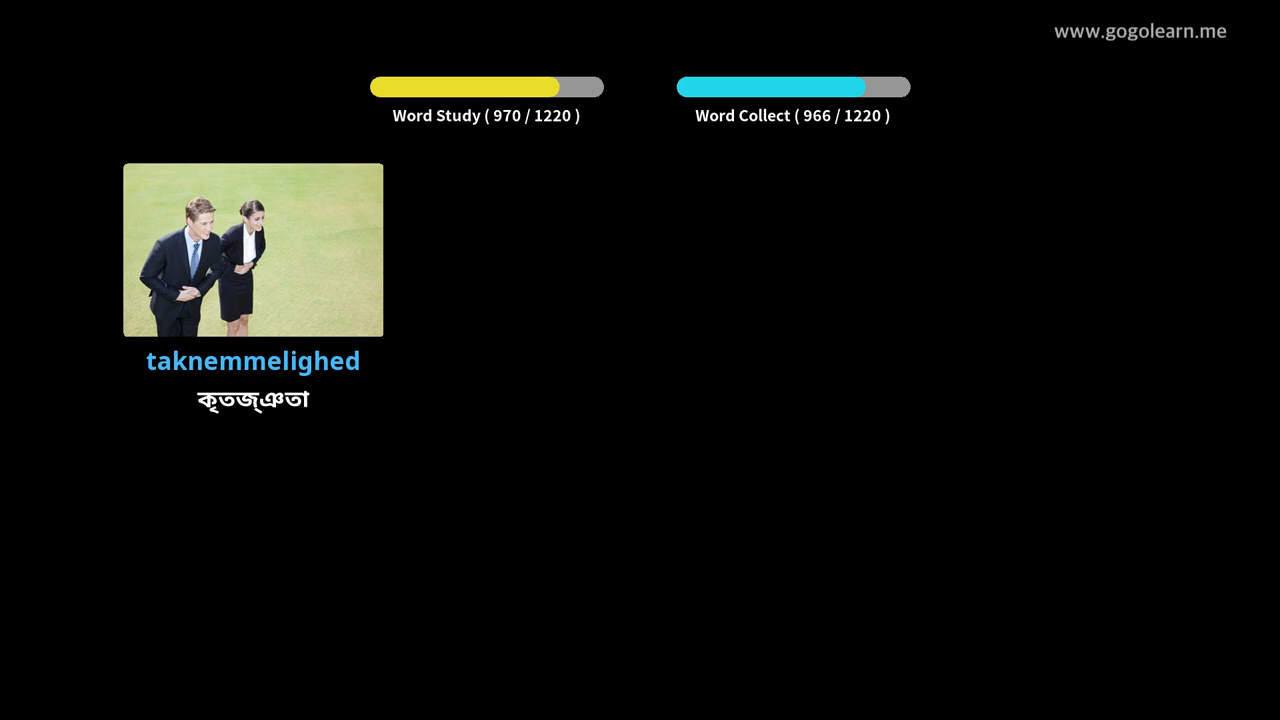 www.gogolearn.me
Word Study ( 970 / 1220 )
Word Collect ( 966 / 1220 )
taknemmelighed
কৃতজ্ঞতা